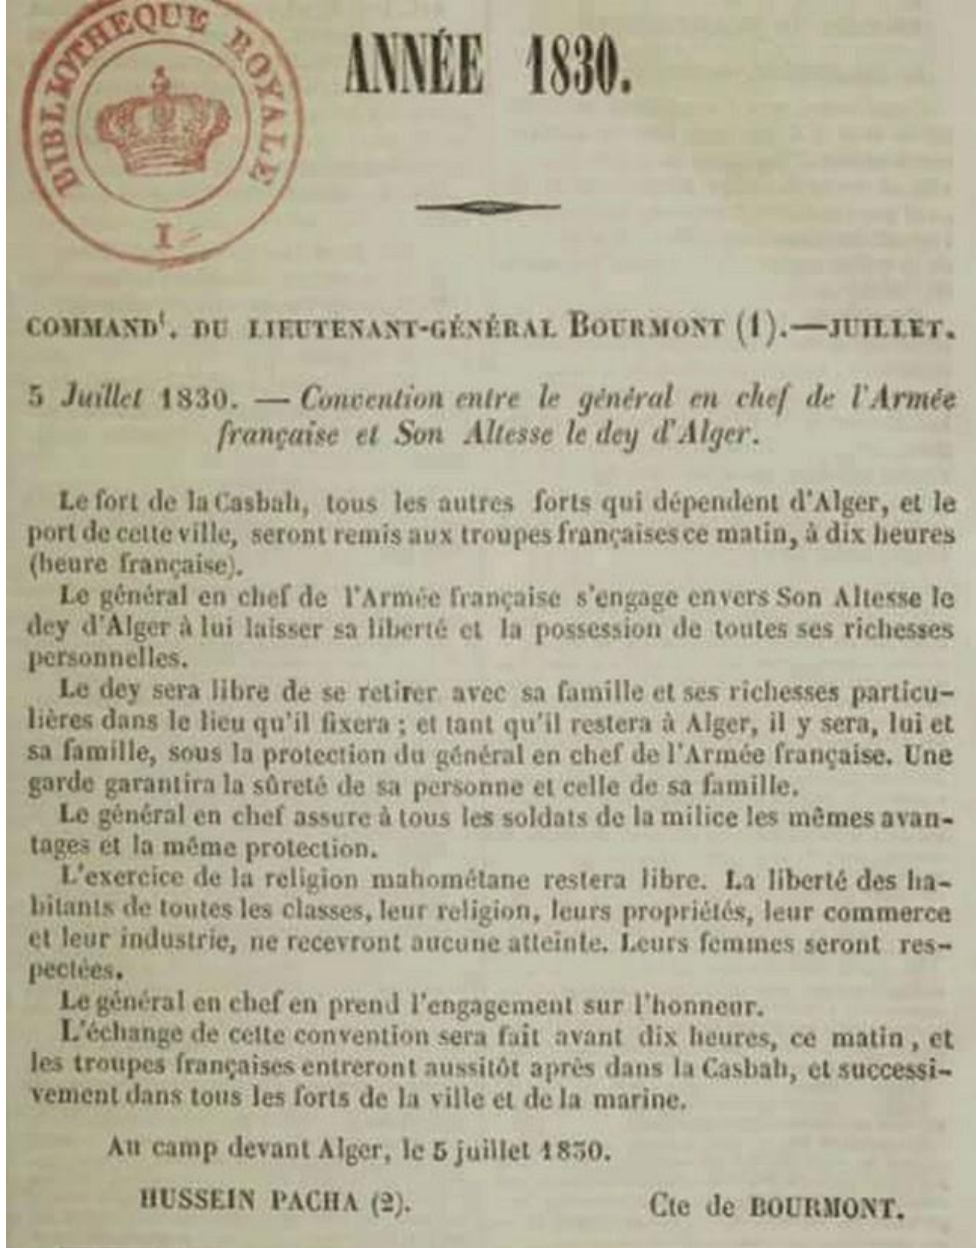 BIBLIOTHEQUE ROYALE
I
ANNÉE 1830.
COMMANDt. DU LIEUTENANT-GÉNÉRAL BOURMONT (1).—JUILLET.
5 Juillet 1830. — Convention entre le général en chef de l'Armée
française et Son Altesse le dey d'Alger.
Le fort de la Casbah, tous les autres forts qui dépendent d'Alger, et le
port de cette ville, seront remis aux troupes françaises ce matin, à dix heures
(heure française).
Le général en chef de l'Armée française s'engage envers Son Altesse le
dey d'Alger à lui laisser sa liberté et la possession de toutes ses richesses
personnelles.
Le dey sera libre de se retirer avec sa famille et ses richesses particu-
lières dans le lieu qu'il fixera ; et tant qu'il restera à Alger, il y sera, lui et
sa famille, sous la protection du général en chef de l'Armée française. Une
garde garantira la sûreté de sa personne et celle de sa famille.
Le général en chef assure à tous les soldats de la milice les mêmes avan-
tages et la même protection.
L'exercice de la religion mahométane restera libre. La liberté des ha-
bitants de toutes les classes, leur religion, leurs propriétés, leur commerce
et leur industrie, ne recevront aucune atteinte. Leurs femmes seront res-
pectées.
Le général en chef en prend l'engagement sur l'honneur.
L'échange de cette convention sera fait avant dix heures, ce matin, et
les troupes françaises entreront aussitôt après dans la Casbah, et successi-
vement dans tous les forts de la ville et de la marine.
Au camp devant Alger, le 5 juillet 1830.
HUSSEIN PACHA (2). Cte de BOURMONT.